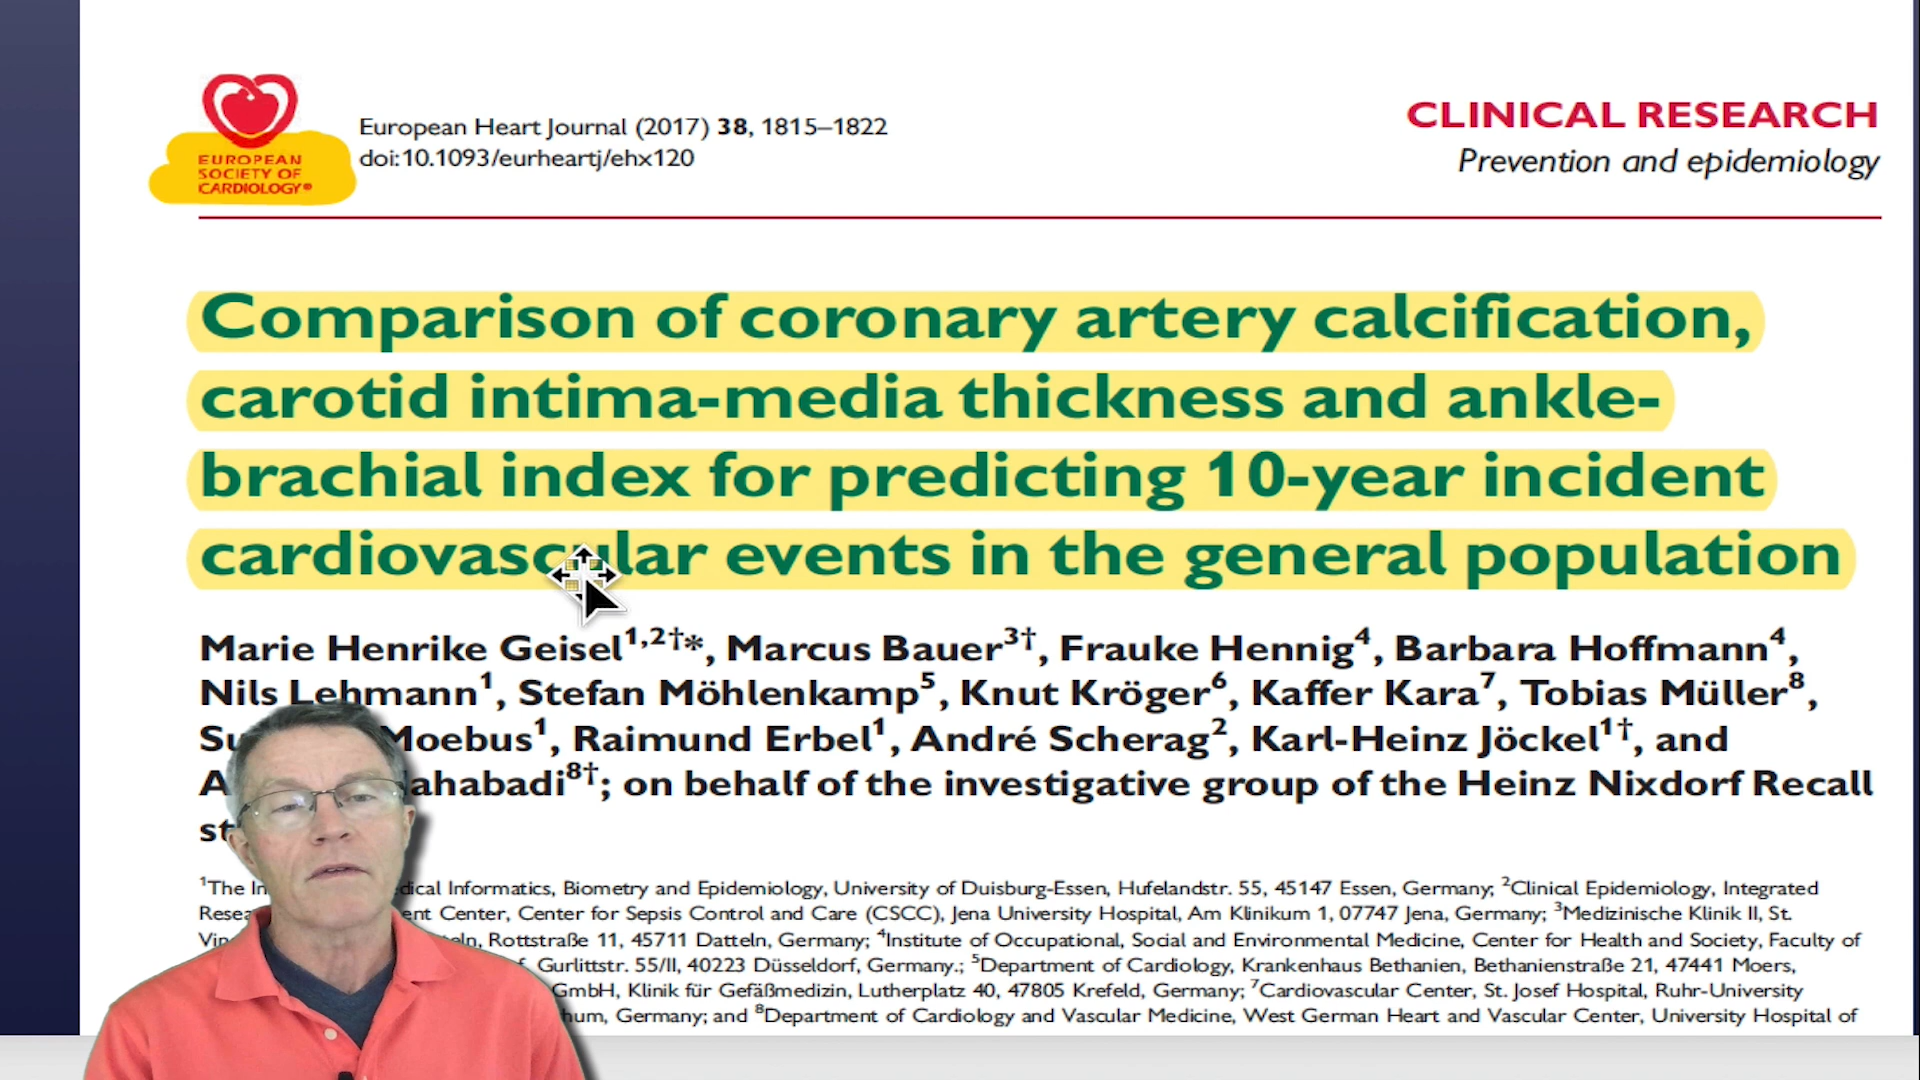 EUROPEAN
SOCIETY OF
CARDIOLOGY®
European Heart Journal (2017) 38, 1815–1822
doi:10.1093/eurheartj/ehx120
CLINICAL RESEARCH
Prevention and epidemiology
Comparison of coronary artery calcification,
carotid intima-media thickness and ankle-
brachial index for predicting 10-year incident
cardiovascular events in the general population
Marie Henrike Geisel1,2†*, Marcus Bauer3†, Frauke Hennig4, Barbara Hoffmann4,
Nils Lehmann1, Stefan Möhlenkamp5, Knut Kröger6, Kaffer Kara7, Tobias Müller8,
Moebus1, Raimund Erbel1, André Scherag2, Karl-Heinz Jöckel1†, and
ahabadi8†; on behalf of the investigative group of the Heinz Nixdorf Recall
1The In dical Informatics, Biometry and Epidemiology, University of Duisburg-Essen, Hufelandstr. 55, 45147 Essen, Germany; 2Clinical Epidemiology, Integrated
Resea ent Center, Center for Sepsis Control and Care (CSCC), Jena University Hospital, Am Klinikum 1, 07747 Jena, Germany; 3Medizinische Klinik II, St.
Vin eln, Rottstraße 11, 45711 Datteln, Germany; 4Institute of Occupational, Social and Environmental Medicine, Center for Health and Society, Faculty of
Gurlittstr. 55/II, 40223 Düsseldorf, Germany.; 5Department of Cardiology, Krankenhaus Bethanien, Bethanienstraße 21, 47441 Moers,
GmbH, Klinik für Gefäßmedizin, Lutherplatz 40, 47805 Krefeld, Germany; 7Cardiovascular Center, St. Josef Hospital, Ruhr-University
hum, Germany; and 8Department of Cardiology and Vascular Medicine, West German Heart and Vascular Center, University Hospital of